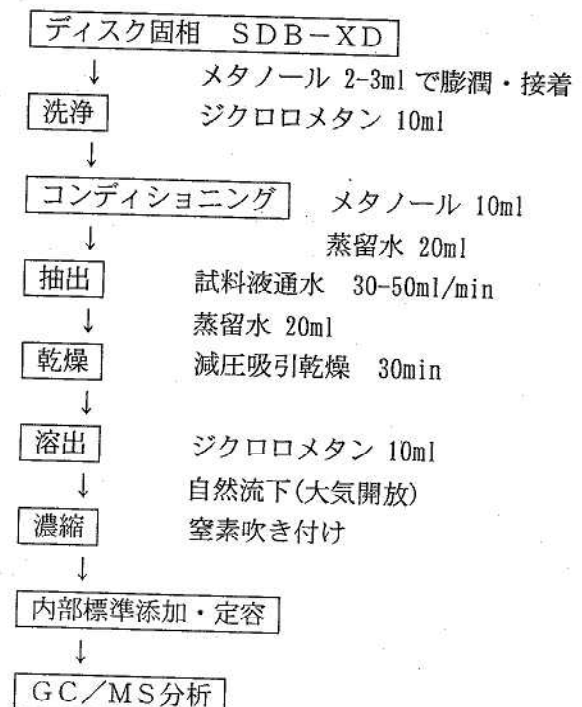 ディスク固相　SDB-XD
↓
メタノール 2-3ml で膨潤・接着
洗浄　ジクロロメタン 10ml
↓
コンディショニング　メタノール 10ml
↓
蒸留水 20ml
抽出　試料液通水　30-50ml/min
↓
蒸留水 20ml
乾燥　減圧吸引乾燥　30min
↓
溶出　ジクロロメタン 10ml
↓
自然流下(大気開放)
濃縮　窒素吹き付け
↓
内部標準添加・定容
↓
GC／MS分析